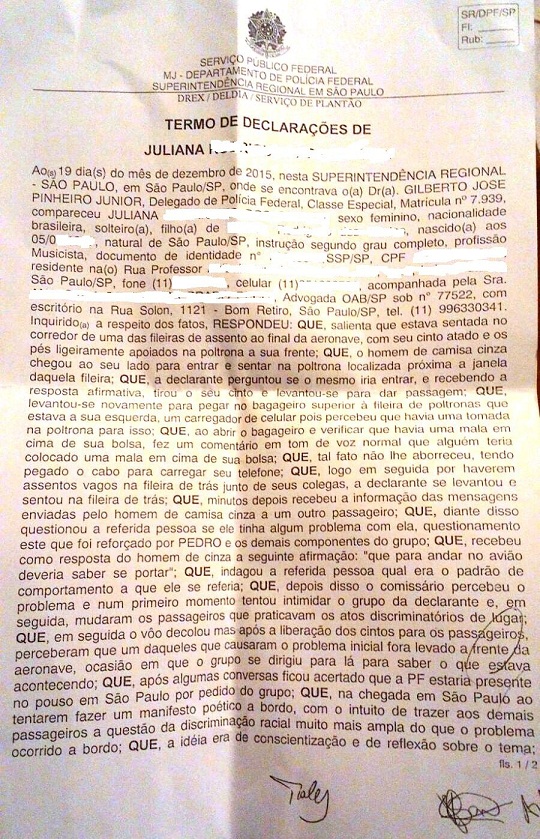 SR/DPF/SP
Fl:
Rub:
SERVIÇO PÚBLICO FEDERAL
MJ - DEPARTAMENTO DE POLÍCIA FEDERAL
SUPERINTENDÊNCIA REGIONAL EM SÃO PAULO
DREX / DELDIA / SERVIÇO DE PLANTÃO
TERMO DE DECLARAÇÕES DE
JULIANA
Ao(s) 19 dia(s) do mês de dezembro de 2015, nesta SUPERINTENDÊNCIA REGIONAL
- SÃO PAULO, em São Paulo/SP, onde se encontrava o(a) Dr(a). GILBERTO JOSE
PINHEIRO JUNIOR, Delegado de Polícia Federal, Classe Especial, Matrícula nº 7.939,
compareceu JULIANA sexo feminino, nacionalidade
brasileira, solteiro(a), filho(a) de nascido(a) aos
05/0 , natural de São Paulo/SP, instrução segundo grau completo, profissão
Musicista, documento de identidade n° SSP/SP, CPF
residente na(o) Rua Professor
São Paulo/SP, fone (11) celular (11) , acompanhada pela Sra.
, Advogada OAB/SP sob nº 77522, com
escritório na Rua Solon, 1121 - Bom Retiro, São Paulo/SP, tel. (11) 996330341.
Inquirido(a) a respeito dos fatos, RESPONDEU: QUE, salienta que estava sentada no
corredor de uma das fileiras de assento ao final da aeronave, com seu cinto atado e os
pés ligeiramente apoiados na poltrona a sua frente; QUE, o homem de camisa cinza
chegou ao seu lado para entrar e sentar na poltrona localizada próxima a janela
daquela fileira; QUE, a declarante perguntou se o mesmo iria entrar, e recebendo a
resposta afirmativa, tirou o seu cinto e levantou-se para dar passagem; QUE,
levantou-se novamente para pegar no bagageiro superior à fileira de poltronas que
estava a sua esquerda, um carregador de celular pois percebeu que havia uma tomada
na poltrona para isso; QUE, ao abrir o bagageiro e verificar que havia uma mala em
cima de sua bolsa, fez um comentário em tom de voz normal que alguém teria
colocado uma mala em cima de sua bolsa; QUE, tal fato não lhe aborreceu, tendo
pegado o cabo para carregar seu telefone; QUE, logo em seguida por haverem
assentos vagos na fileira de trás junto de seus colegas, a declarante se levantou e
sentou na fileira de trás; QUE, minutos depois recebeu a informação das mensagens
enviadas pelo homem de camisa cinza a um outro passageiro; QUE, diante disso
questionou a referida pessoa se ele tinha algum problema com ela, questionamento
este que foi reforçado por PEDRO e os demais componentes do grupo; QUE, recebeu
como resposta do homem de cinza a seguinte afirmação: "que para andar no avião
deveria saber se portar"; QUE, indagou a referida pessoa qual era o padrão de
comportamento a que ele se referia; QUE, depois disso o comissário percebeu o
problema e num primeiro momento tentou intimidar o grupo da declarante e, em
seguida, mudaram os passageiros que praticavam os atos discriminatórios de lugar;
QUE, em seguida o vôo decolou mas após a liberação dos cintos para os passageiros,
perceberam que um daqueles que causaram o problema inicial fora levado a frente da
aeronave, ocasião em que o grupo se dirigiu para lá para saber o que estava
acontecendo; QUE, após algumas conversas ficou acertado que a PF estaria presente
no pouso em São Paulo por pedido do grupo; QUE, na chegada em São Paulo ao
tentarem fazer um manifesto poético a bordo, com o intuito de trazer aos demais
passageiros a questão da discriminação racial muito mais ampla do que o problema
ocorrido a bordo; QUE, a idéia era de conscientização e de reflexão sobre o tema;
fls. 1 / 2